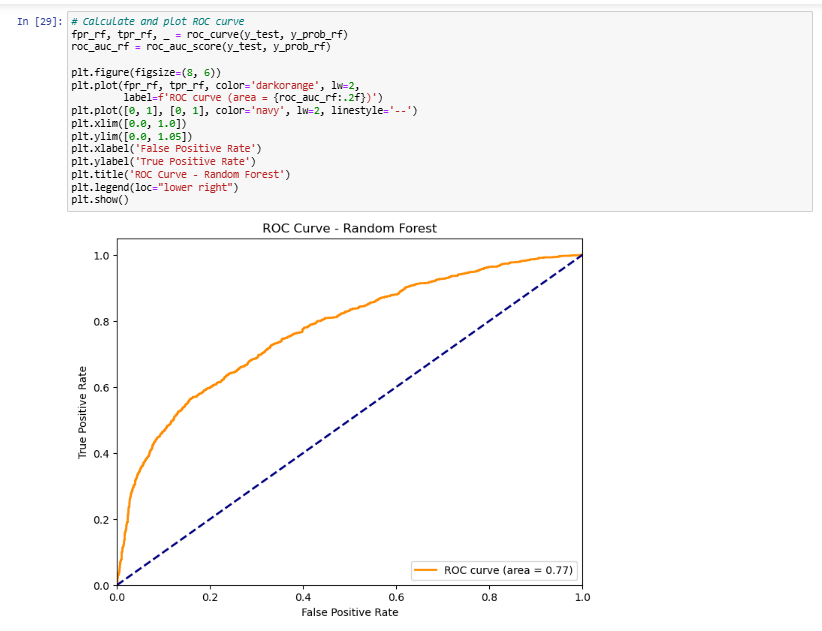 In [29]: # Calculate and plot ROC curve
fpr_rf, tpr_rf, _ = roc_curve(y_test, y_prob_rf)
roc_auc_rf = roc_auc_score(y_test, y_prob_rf)
plt.figure(figsize=(8, 6))
plt.plot(fpr_rf, tpr_rf, color='darkorange', lw=2,
label=f'ROC curve (area = {roc_auc_rf:.2f})')
plt.plot([0, 1], [0, 1], color='navy', lw=2, linestyle='--')
plt.xlim([0.0, 1.0])
plt.ylim([0.0, 1.05])
plt.xlabel('False Positive Rate')
plt.ylabel('True Positive Rate')
plt.title('ROC Curve - Random Forest')
plt.legend(loc="lower right")
plt.show()
ROC Curve - Random Forest
1.0
0.8
0.6
0.4
0.2
0.0
True Positive Rate
ROC curve (area = 0.77)
0.0 0.2 0.4 0.6 0.8 1.0
False Positive Rate